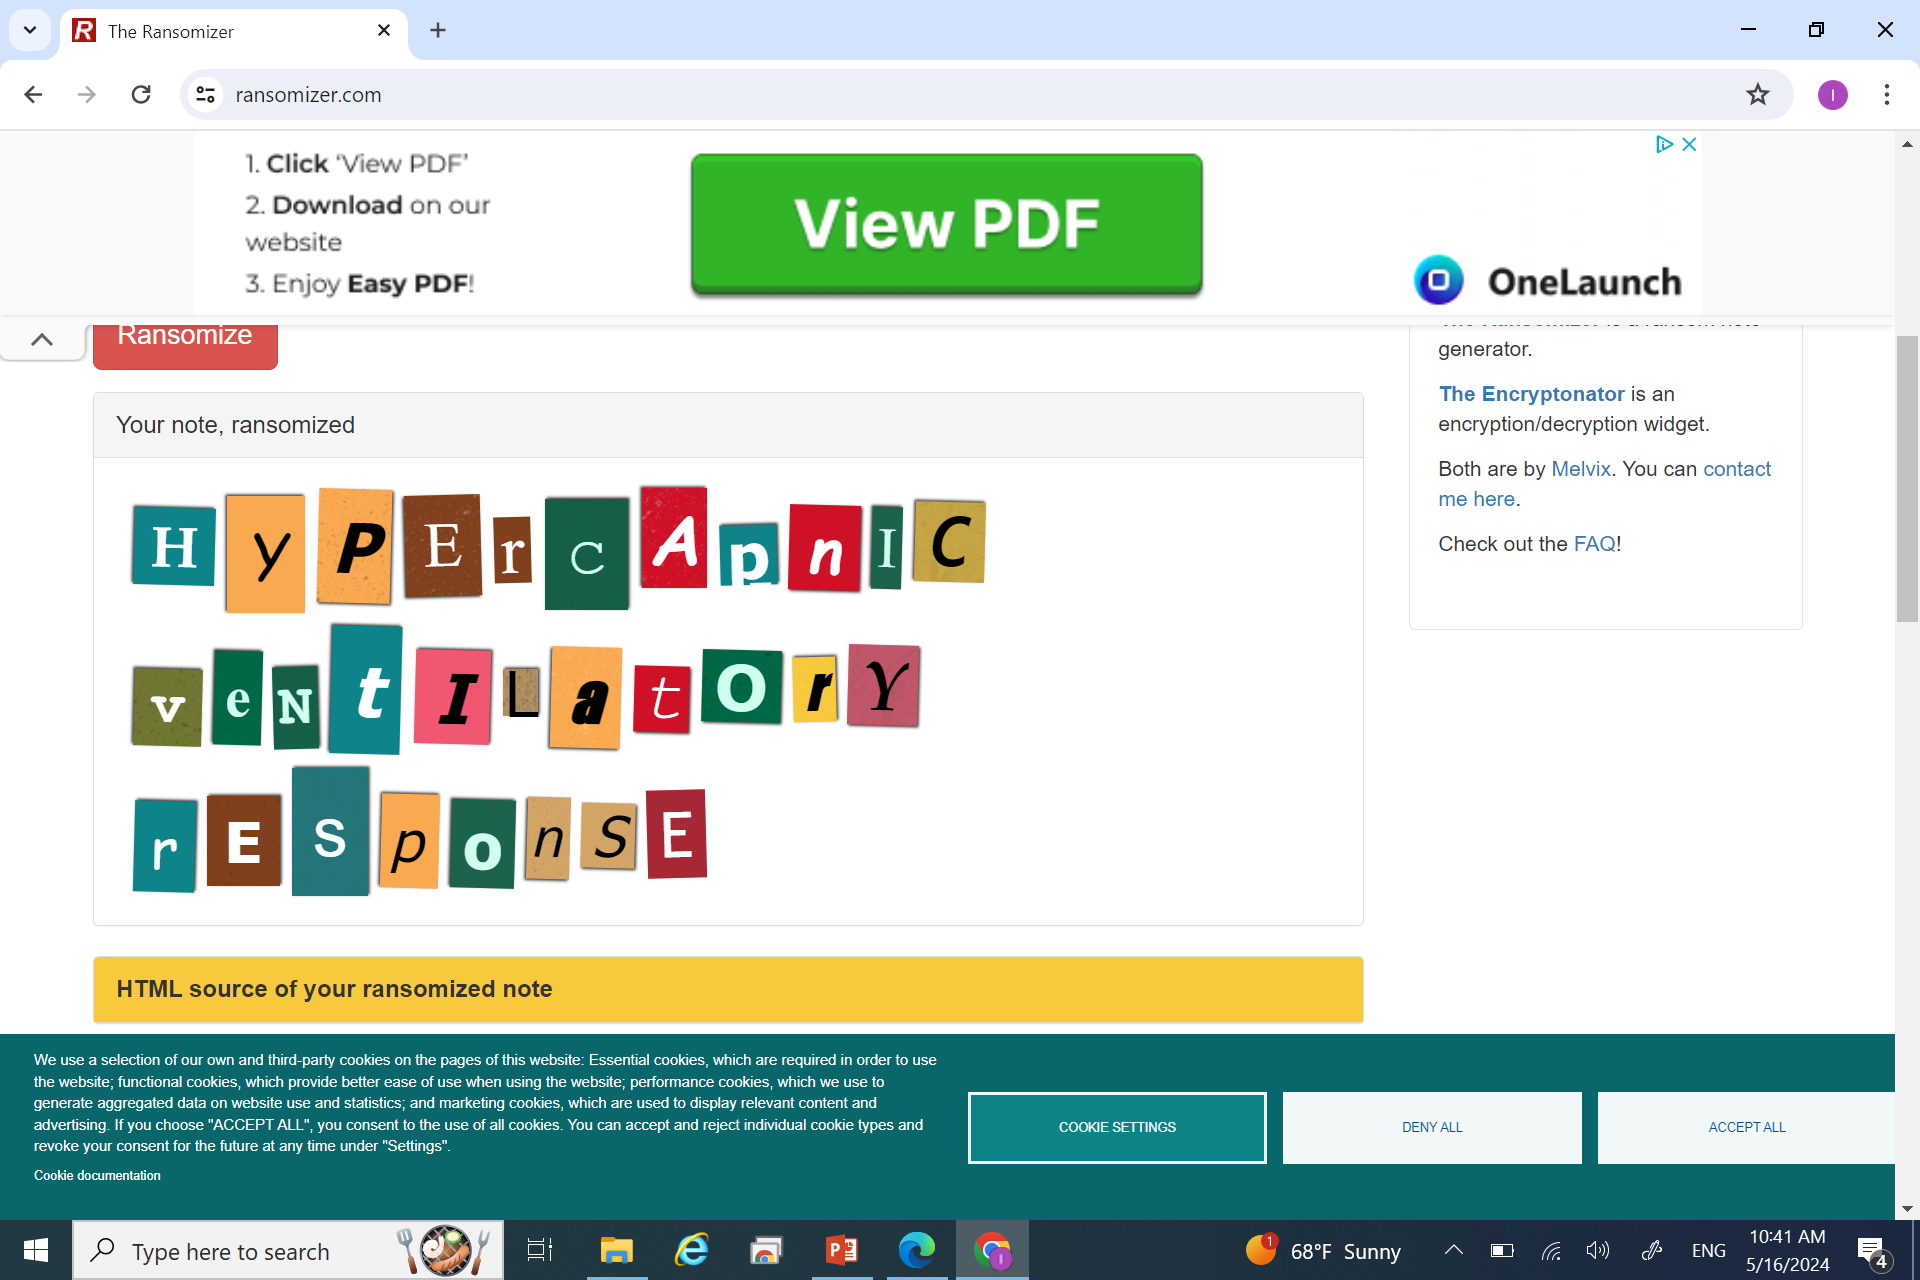 The Ransomizer
ransomizer.com
I
1. Click ‘View PDF’
2. Download on our
website
3. Enjoy Easy PDF!
View PDF
OneLaunch
Ransomize
The Ransomizer is a ransom note
generator.
The Encryptonator is an
encryption/decryption widget.
Both are by Melvix. You can contact
me here.
Check out the FAQ!
Your note, ransomized
HyPErcApnIC
veNtILatOrY
rESponSE
HTML source of your ransomized note
We use a selection of our own and third-party cookies on the pages of this website: Essential cookies, which are required in order to use
the website; functional cookies, which provide better ease of use when using the website; performance cookies, which we use to
generate aggregated data on website use and statistics; and marketing cookies, which are used to display relevant content and
advertising. If you choose "ACCEPT ALL", you consent to the use of all cookies. You can accept and reject individual cookie types and
revoke your consent for the future at any time under "Settings".
Cookie documentation
COOKIE SETTINGS
DENY ALL
ACCEPT ALL
Type here to search
1
68°F Sunny
ENG
10:41 AM
5/16/2024
4